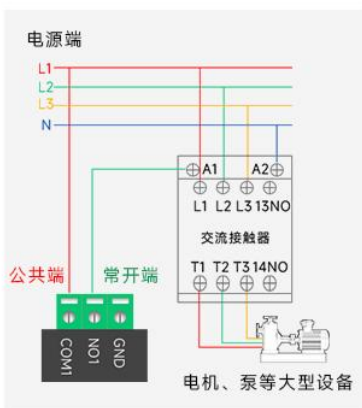 电源端
L1
L2
L3
N
A1 A2
L1 L2 L3 13NO
交流接触器
T1 T2 T3 14NO
公共端 常开端
COM1 NO1 GND
电机、泵等大型设备